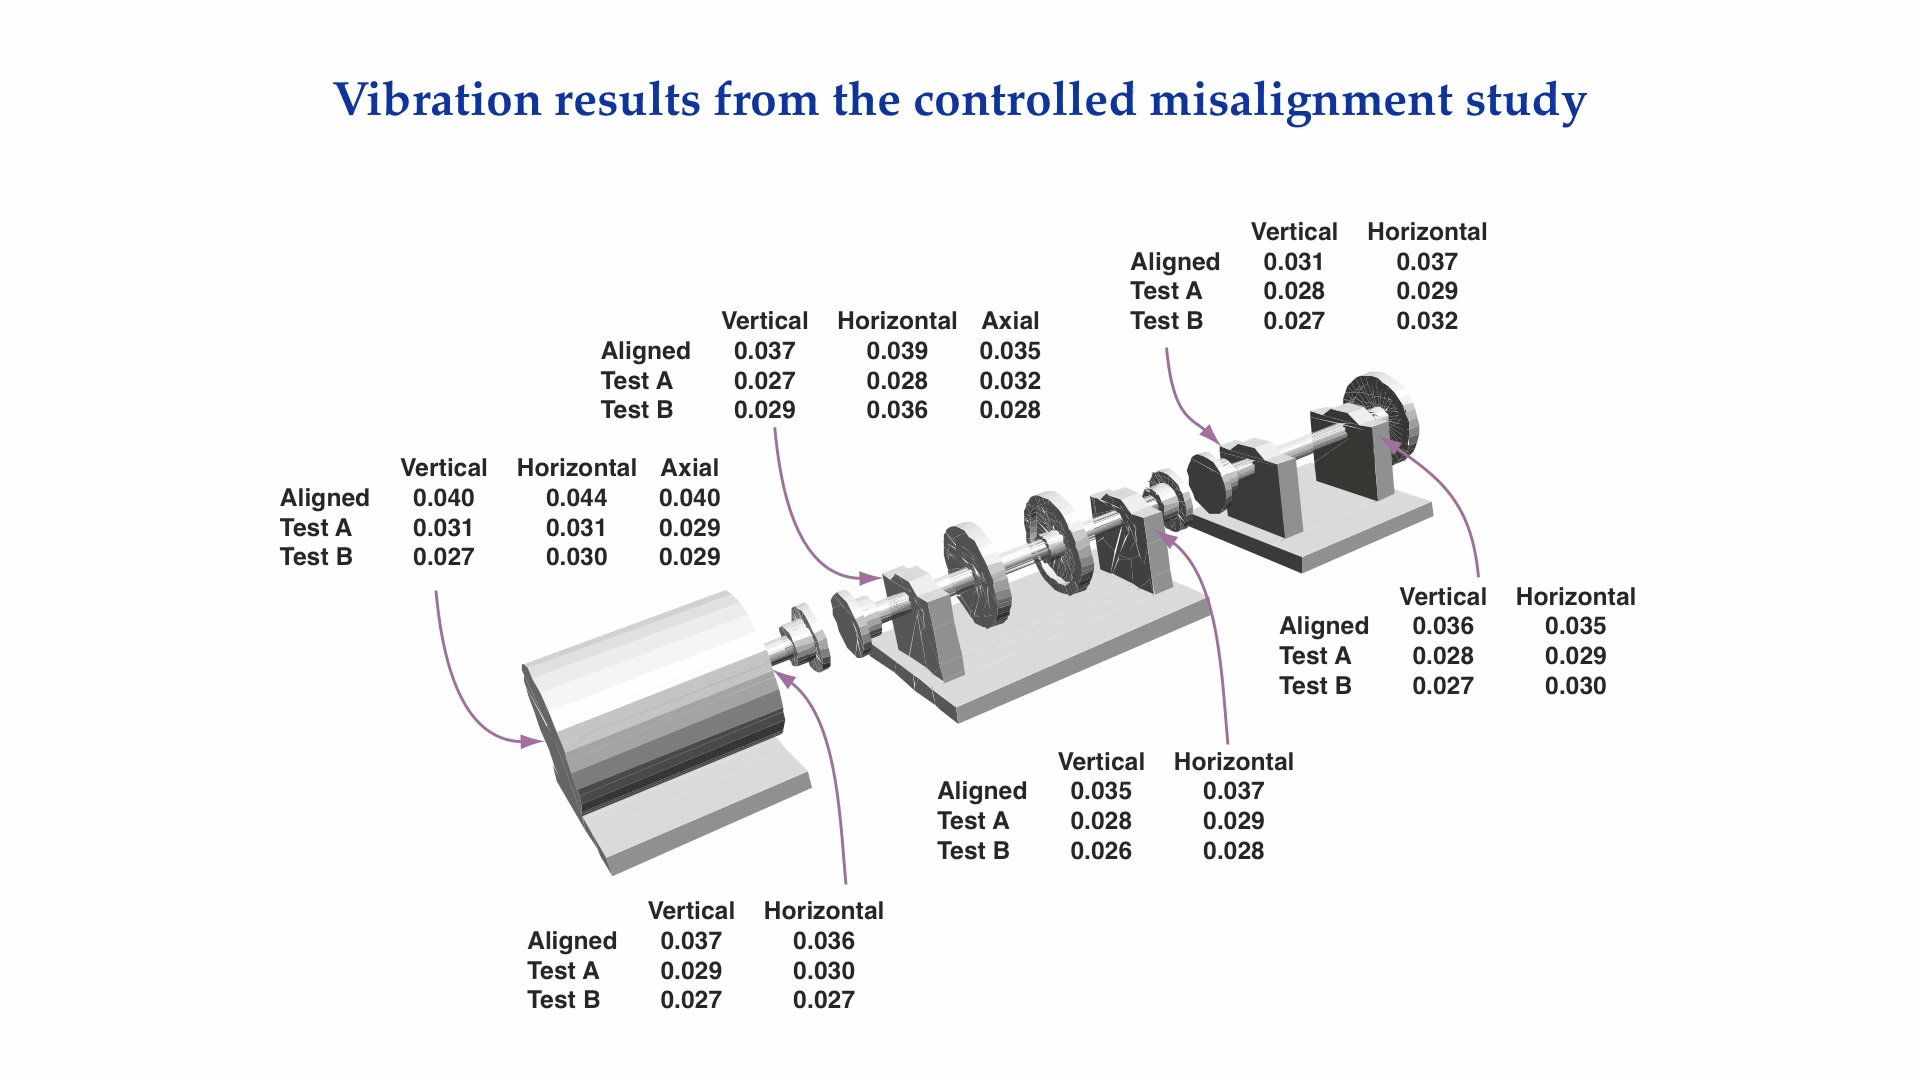 Vibration results from the controlled misalignment study
Vertical Horizontal
Aligned 0.031 0.037
Test A 0.028 0.029
Test B 0.027 0.032
Vertical Horizontal Axial
Aligned 0.037 0.039 0.035
Test A 0.027 0.028 0.032
Test B 0.029 0.036 0.028
Vertical Horizontal Axial
Aligned 0.040 0.044 0.040
Test A 0.031 0.031 0.029
Test B 0.027 0.030 0.029
Vertical Horizontal
Aligned 0.036 0.035
Test A 0.028 0.029
Test B 0.027 0.030
Vertical Horizontal
Aligned 0.035 0.037
Test A 0.028 0.029
Test B 0.026 0.028
Vertical Horizontal
Aligned 0.037 0.036
Test A 0.029 0.030
Test B 0.027 0.027